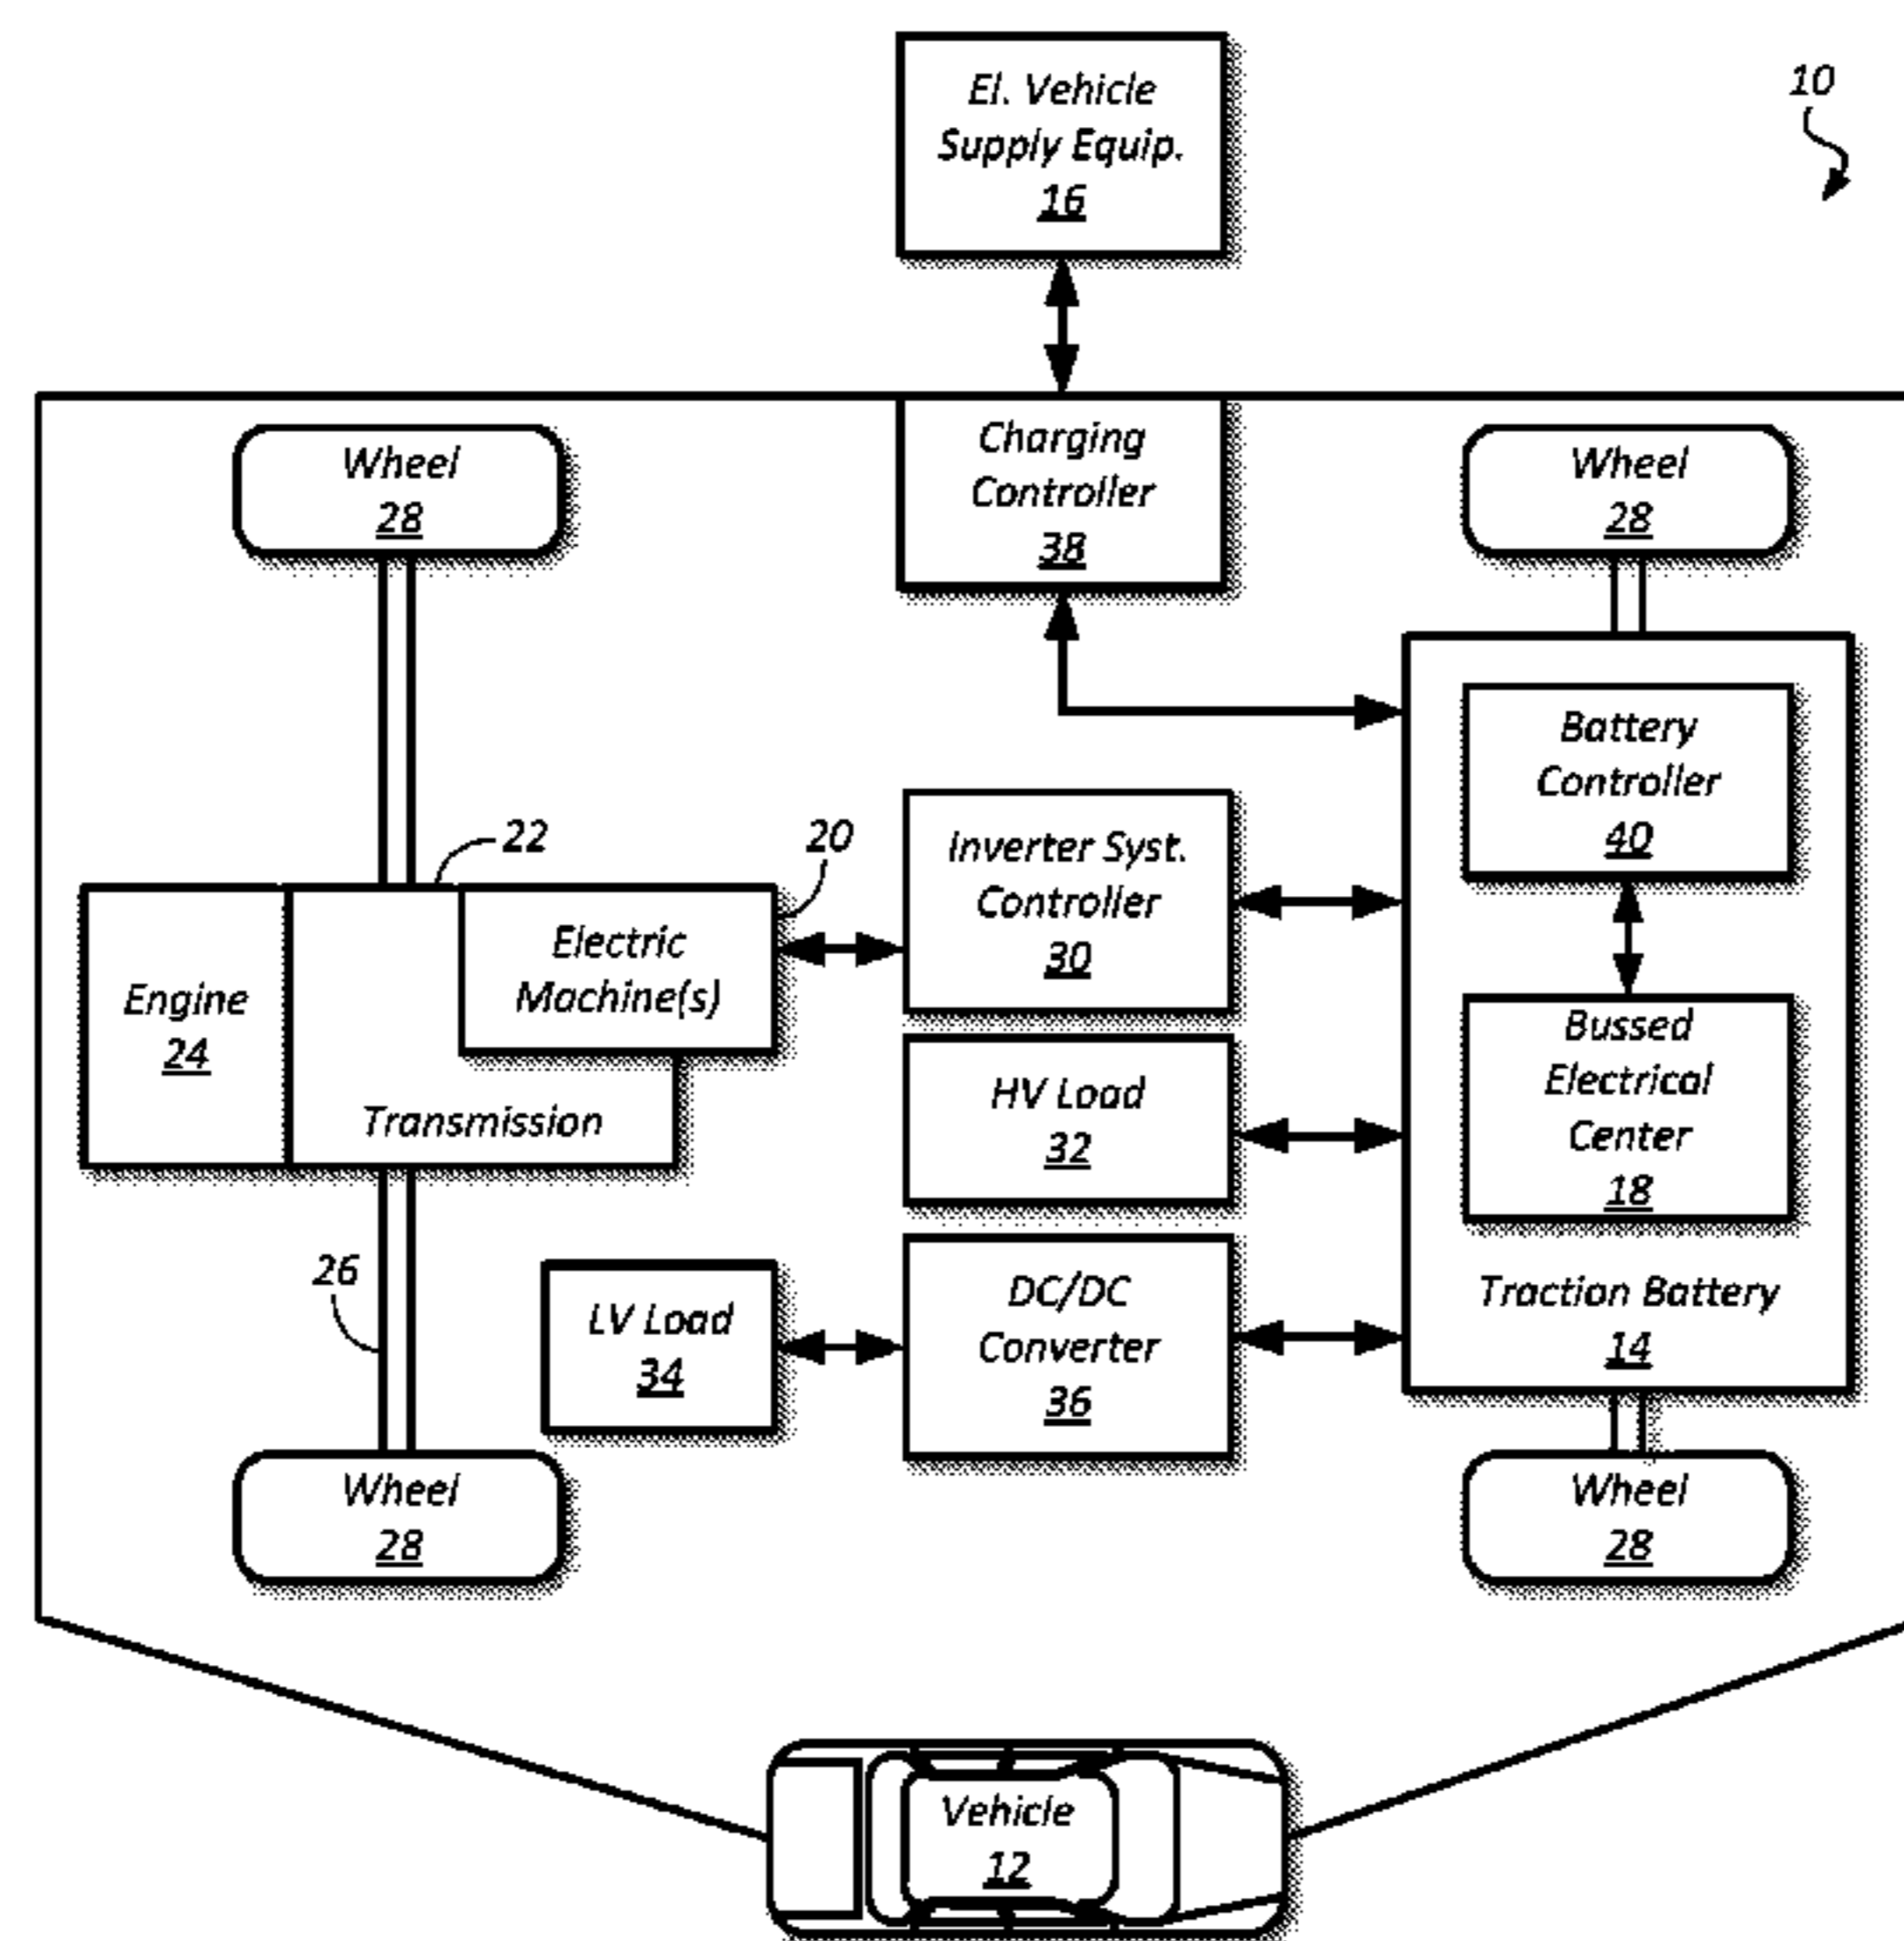 El. Vehicle
Supply Equip.
16
10
Wheel
28
Charging
Controller
38
Wheel
28
Battery
Controller
40
22
20
Inverter Syst.
Controller
30
Electric
Machine(s)
Engine
24
Transmission
HV Load
32
Bussed
Electrical
Center
18
26
LV Load
34
DC/DC
Converter
36
Traction Battery
14
Wheel
28
Wheel
28
Vehicle
12